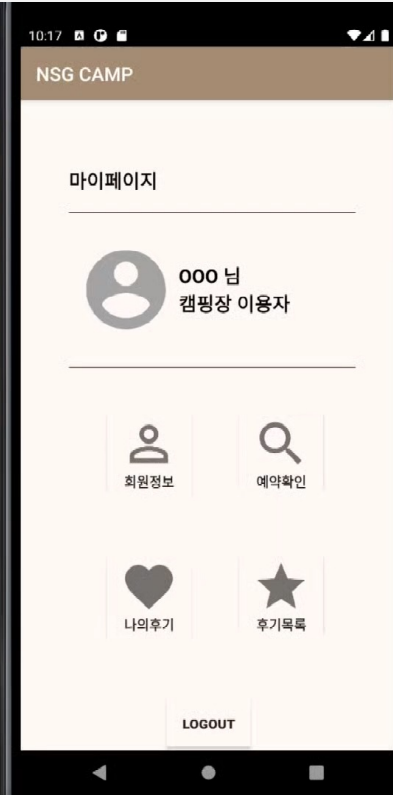 10:17
NSG CAMP
마이페이지
OOO 님
캠핑장 이용자
회원정보
예약확인
나의후기
후기목록
LOGOUT